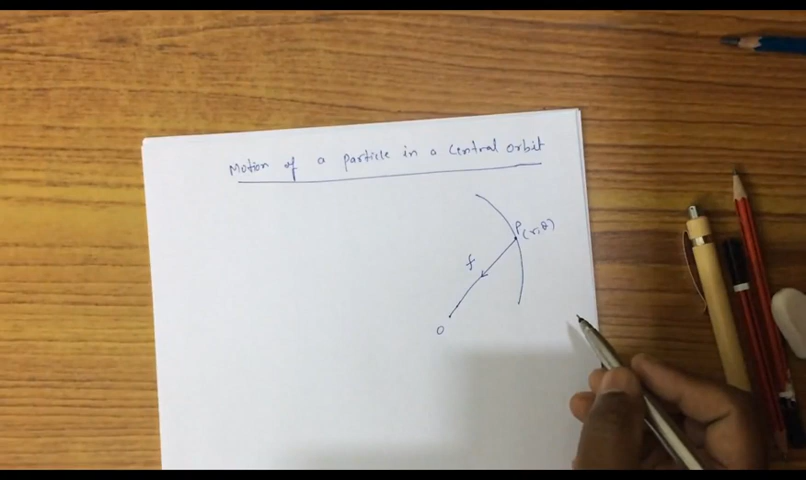 Motion of a particle in a central orbit
P(r,θ)
f
O